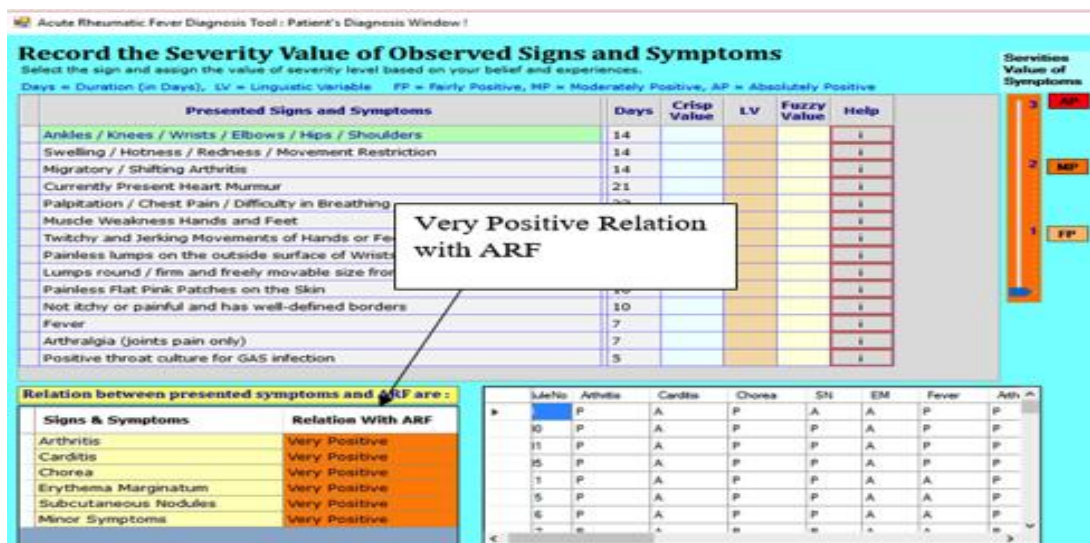 Acute Rheumatic Fever Diagnosis Tool : Patient's Diagnosis Window !
Record the Severity Value of Observed Signs and Symptoms
Select the sign and assign the value of severity level based on your belief and experiences.
Days = Duration (in Days), LV = Linguistic Variable FP = Fairly Positive, MP = Moderately Positive, AP = Absolutely Positive
Servities Value of Symptoms
3 AP
2 MP
1 FP
Presented Signs and Symptoms Days Crisp Value LV Fuzzy Value Help
Ankles / Knees / Wrists / Elbows / Hips / Shoulders 14 i
Swelling / Hotness / Redness / Movement Restriction 14 i
Migratory / Shifting Arthritis 14 i
Currently Present Heart Murmur 21 i
Palpitation / Chest Pain / Difficulty in Breathing i
Muscle Weakness Hands and Feet i
Twitchy and Jerking Movements of Hands or i
Painless lumps on the outside surface of Wrists i
Lumps round / firm and freely movable size i
Painless Flat Pink Patches on the Skin i
Not itchy or painful and has well-defined borders 10 i
Fever 7 i
Arthralgia (joints pain only) 7 i
Positive throat culture for GAS infection 5 i
Very Positive Relation
with ARF
Relation between presented symptoms and ARF are :
Signs & Symptoms Relation With ARF
Arthritis Very Positive
Carditis Very Positive
Chorea Very Positive
Erythema Marginatum Very Positive
Subcutaneous Nodules Very Positive
Minor Symptoms Very Positive
uleNo Arthritis Carditis Chorea SN EM Fever Arth
P A P A A P P
P A P P A P P
P A P P A P P
P A P P A P P
1 P A P P A P P
5 P A P P A P P
6 P A P P A P P